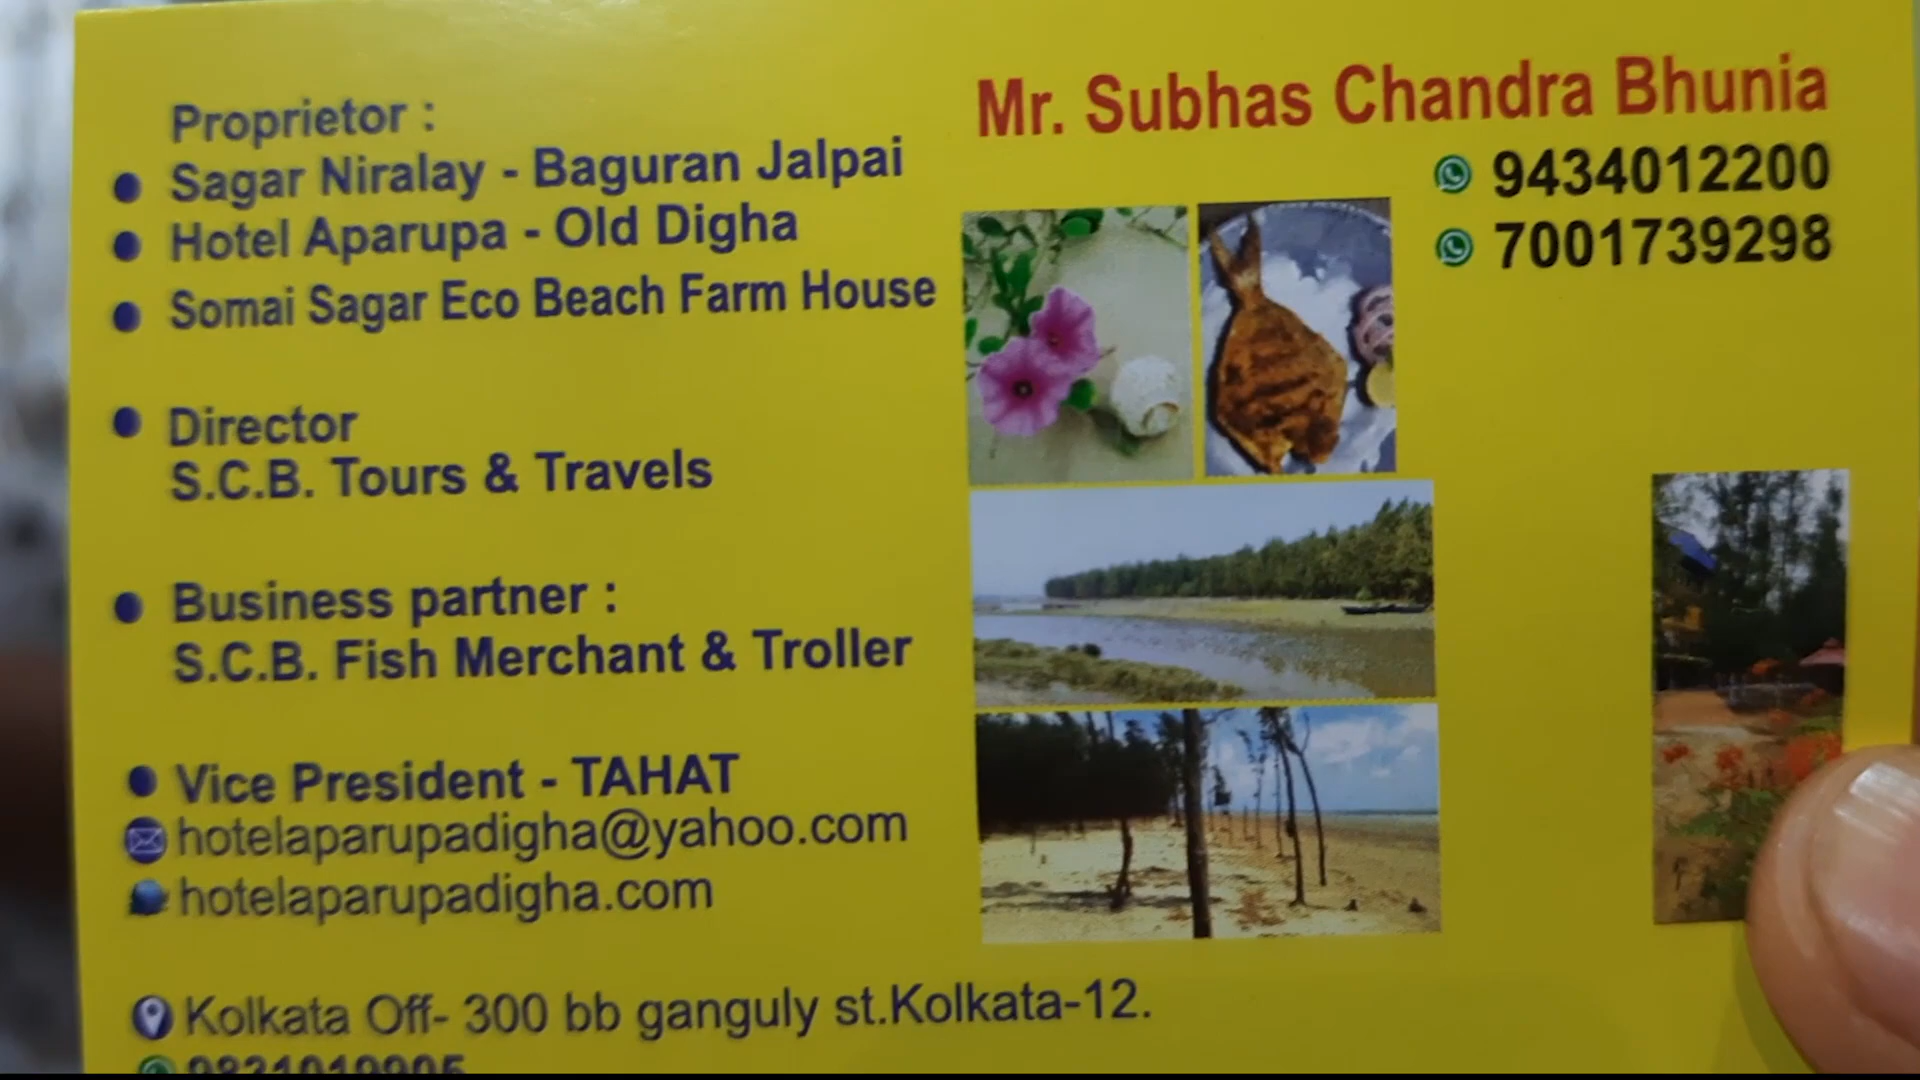 Mr. Subhas Chandra Bhunia
9434012200
7001739298
Proprietor :
Sagar Niralay - Baguran Jalpai
Hotel Aparupa - Old Digha
Somai Sagar Eco Beach Farm House
Director
S.C.B. Tours & Travels
Business partner :
S.C.B. Fish Merchant & Troller
Vice President - TAHAT
hotelaparupadigha@yahoo.com
hotelaparupadigha.com
Kolkata Off- 300 bb ganguly st.Kolkata-12.